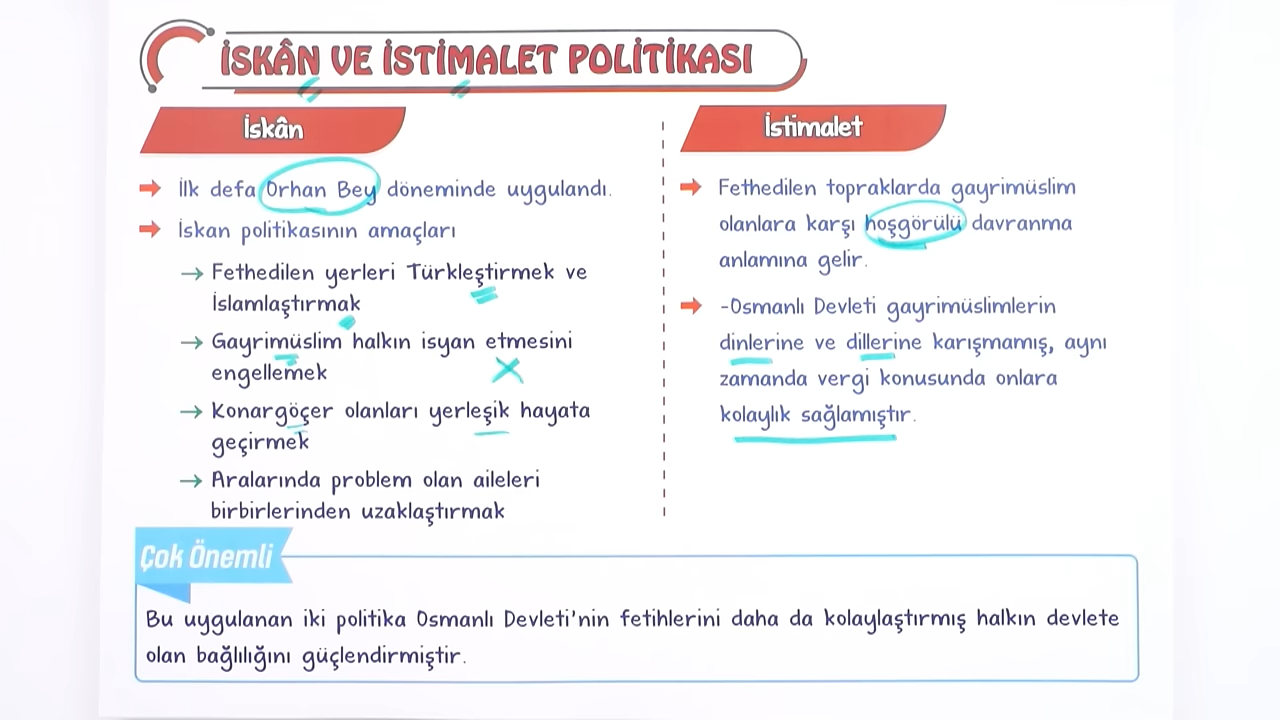 İSKÂN VE İSTİMALET POLİTİKASI
İskân
İlk defa Orhan Bey döneminde uygulandı.
İskan politikasının amaçları
Fethedilen yerleri Türkleştirmek ve
İslamlaştırmak
Gayrimüslim halkın isyan etmesini
engellemek
Konargöçer olanları yerleşik hayata
geçirmek
Aralarında problem olan aileleri
birbirlerinden uzaklaştırmak
İstimalet
Fethedilen topraklarda gayrimüslim
olanlara karşı hoşgörülü davranma
anlamına gelir.
-Osmanlı Devleti gayrimüslimlerin
dinlerine ve dillerine karışmamış, aynı
zamanda vergi konusunda onlara
kolaylık sağlamıştır.
Çok Önemli
Bu uygulanan iki politika Osmanlı Devleti'nin fetihlerini daha da kolaylaştırmış halkın devlete
olan bağlılığını güçlendirmiştir.